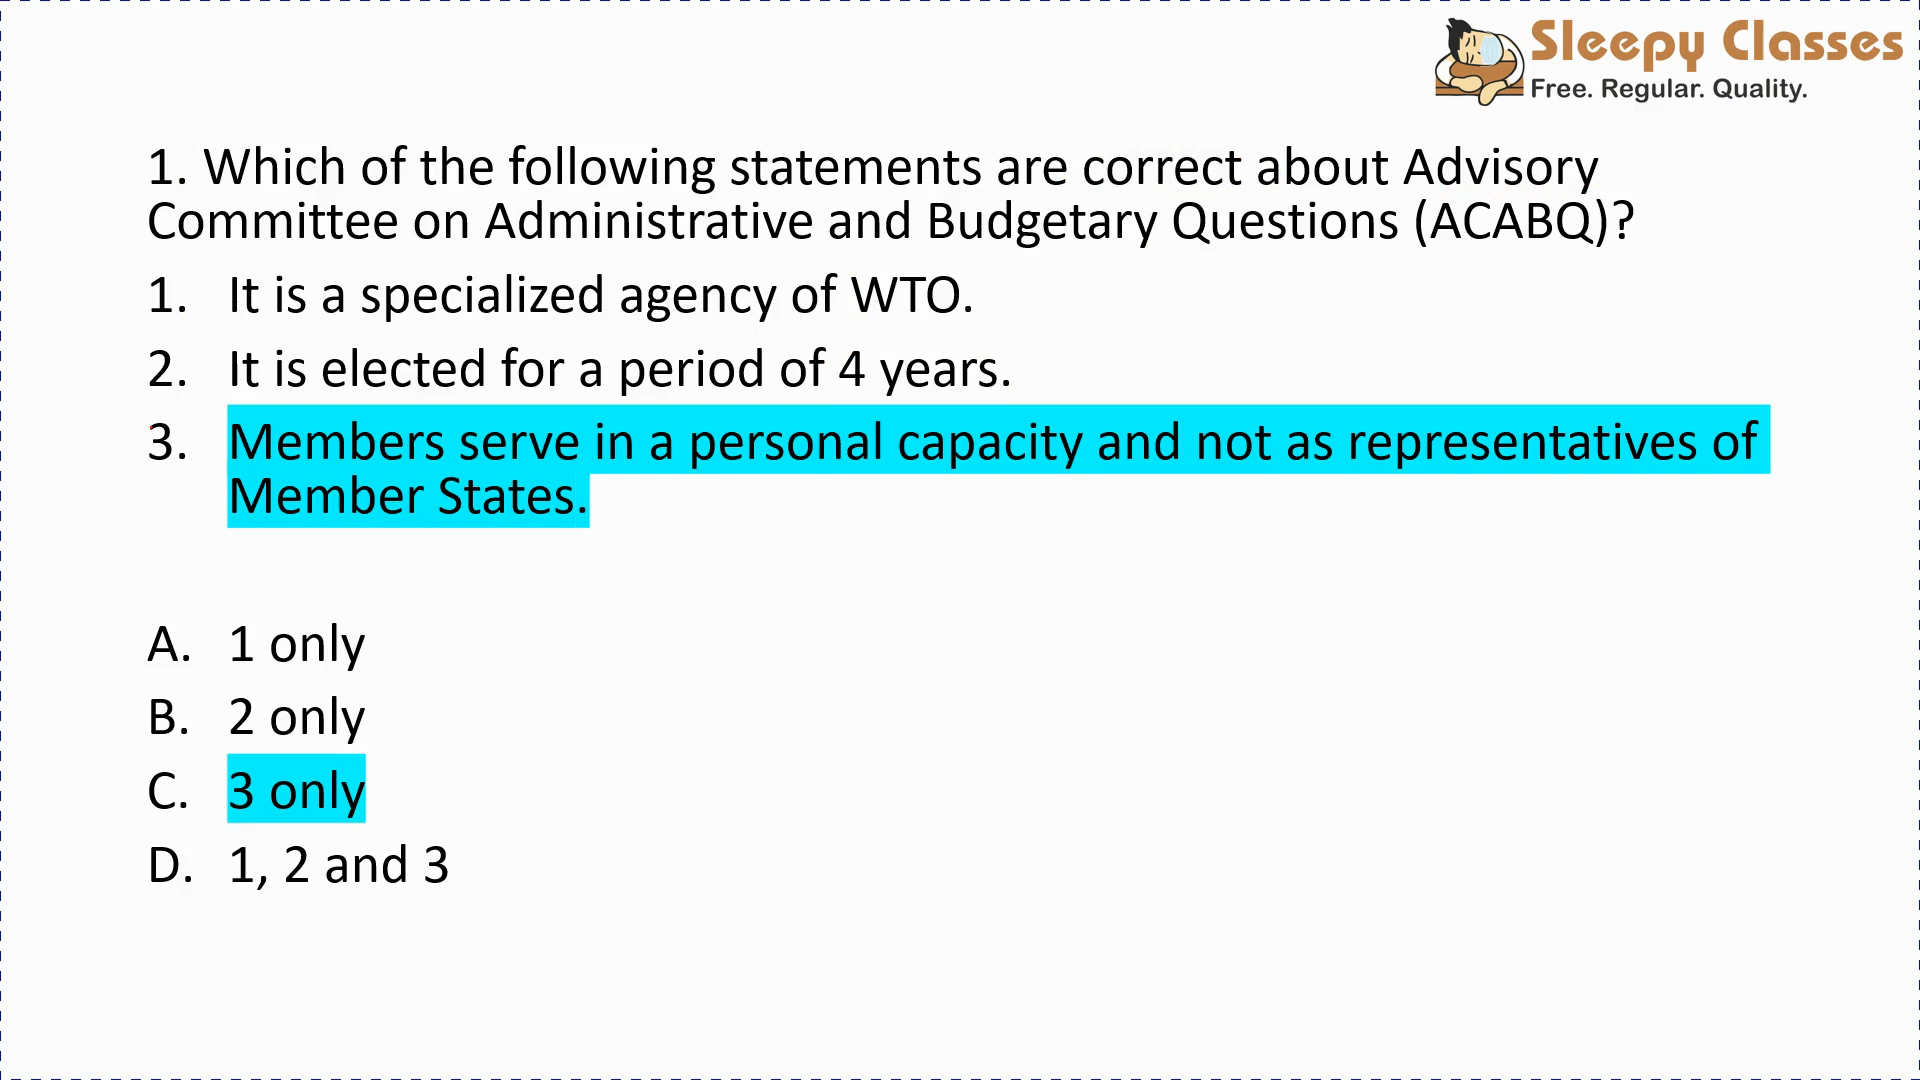 Sleepy Classes
Free. Regular. Quality.
1. Which of the following statements are correct about Advisory
Committee on Administrative and Budgetary Questions (ACABQ)?
1. It is a specialized agency of WTO.
2. It is elected for a period of 4 years.
3. Members serve in a personal capacity and not as representatives of
Member States.
A. 1 only
B. 2 only
C. 3 only
D. 1, 2 and 3